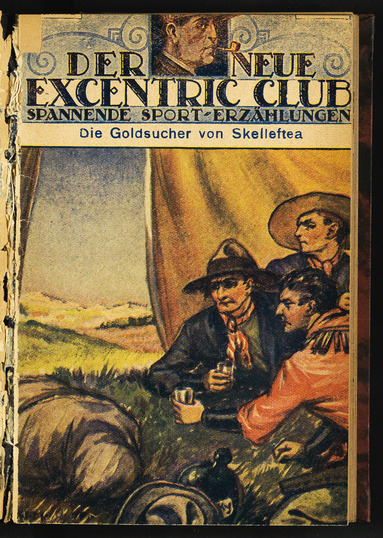 DER NEUE
EXCENTRIC CLUB
SPANNENDE SPORT-ERZÄHLUNGEN
Die Goldsucher von Skelleftea